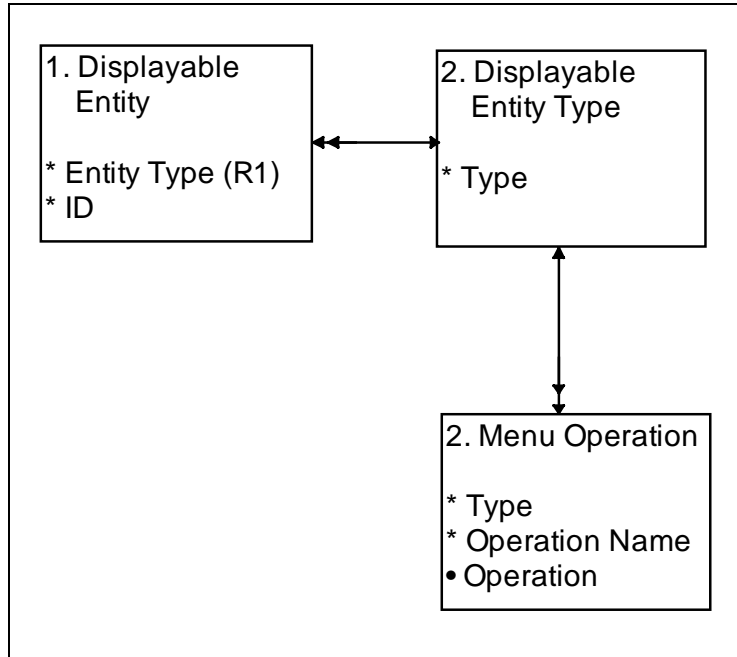 1. Displayable
Entity
* Entity Type (R1)
* ID
2. Displayable
Entity Type
* Type
2. Menu Operation
* Type
* Operation Name
• Operation